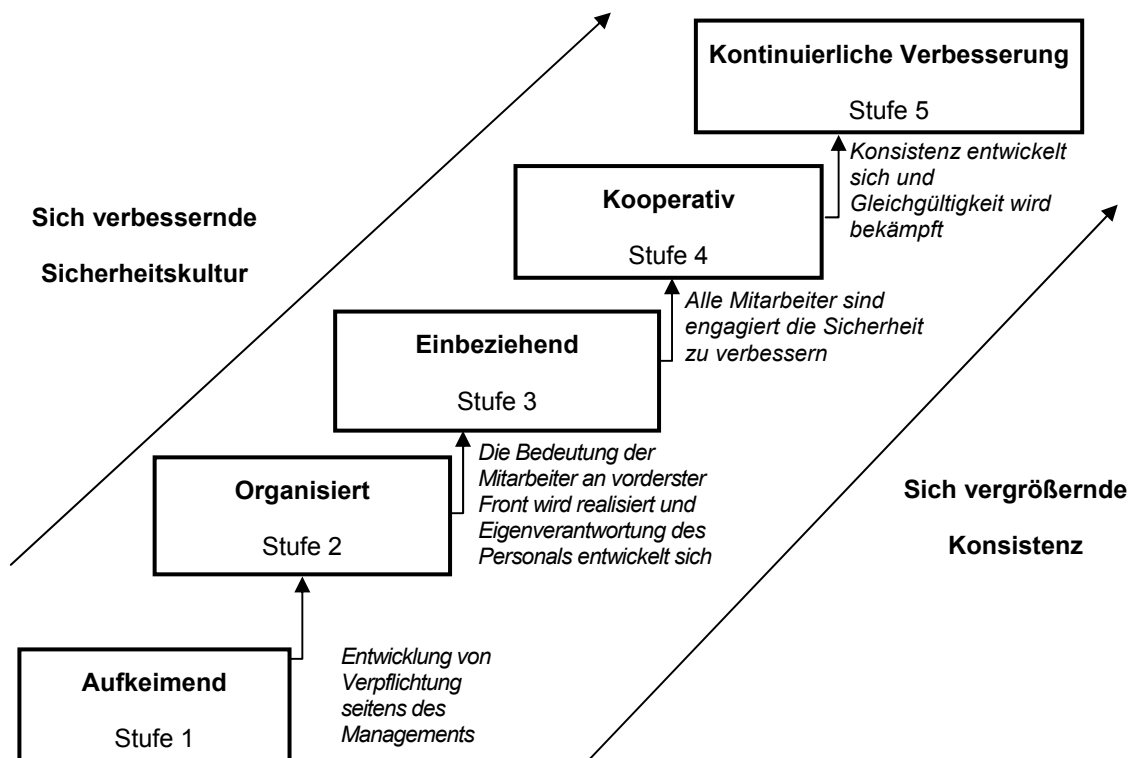 Kontinuierliche Verbesserung
Stufe 5
Konsistenz entwickelt
sich und
Gleichgültigkeit wird
bekämpft
Kooperativ
Stufe 4
Sich verbessernde
Sicherheitskultur
Alle Mitarbeiter sind
engagiert die Sicherheit
zu verbessern
Einbeziehend
Stufe 3
Die Bedeutung der
Mitarbeiter an vorderster
Front wird realisiert und
Eigenverantwortung des
Personals entwickelt sich
Organisiert
Stufe 2
Sich vergrößernde
Konsistenz
Entwicklung von
Verpflichtung
seitens des
Managements
Aufkeimend
Stufe 1